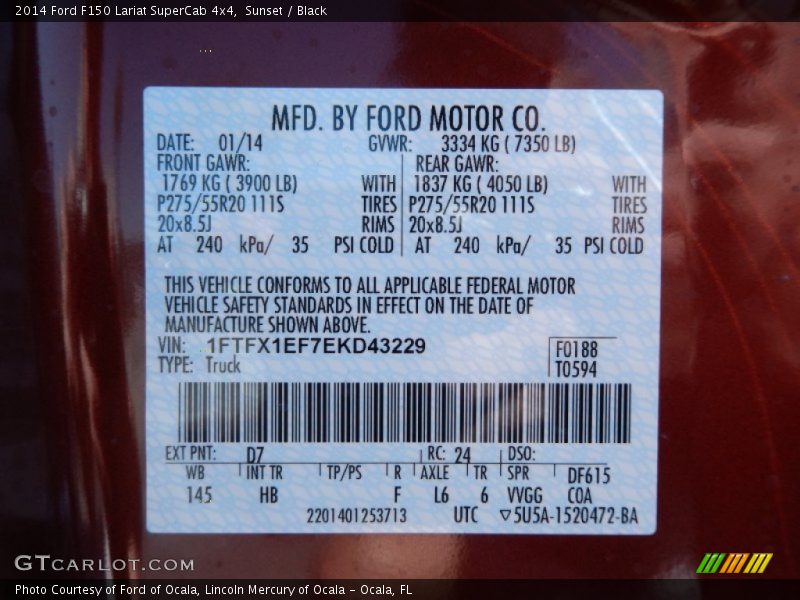 2014 Ford F150 Lariat SuperCab 4x4, Sunset / Black
MFD. BY FORD MOTOR CO.
DATE: 01/14 GVWR: 3334 KG ( 7350 LB)
FRONT GAWR: REAR GAWR:
1769 KG ( 3900 LB) WITH 1837 KG ( 4050 LB) WITH
P275/55R20 111S TIRES P275/55R20 111S TIRES
20x8.5J RIMS 20x8.5J RIMS
AT 240 kPa/ 35 PSI COLD AT 240 kPa/ 35 PSI COLD
THIS VEHICLE CONFORMS TO ALL APPLICABLE FEDERAL MOTOR
VEHICLE SAFETY STANDARDS IN EFFECT ON THE DATE OF
MANUFACTURE SHOWN ABOVE.
VIN: 1FTFX1EF7EKD43229 F0188
TYPE: Truck T0594
EXT PNT: D7 RC: 24 DSO:
WB INT TR TP/PS R AXLE TR SPR DF615
145 HB F L6 6 VVGG COA
2201401253713 UTC ▽5U5A-1520472-BA
GTCARLOT.COM
Photo Courtesy of Ford of Ocala, Lincoln Mercury of Ocala - Ocala, FL